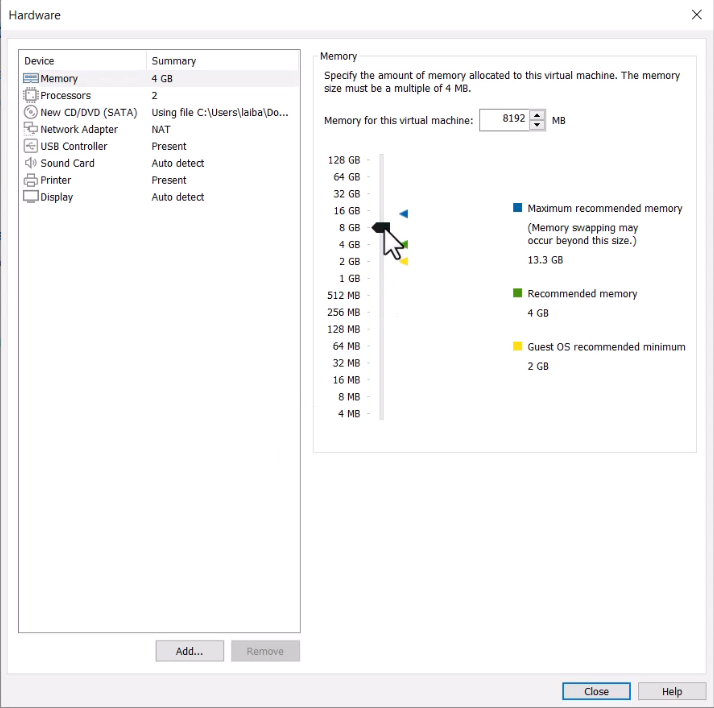 Hardware
Device Summary
Memory 4 GB
Processors 2
New CD/DVD (SATA) Using file C:\Users\laiba\Do...
Network Adapter NAT
USB Controller Present
Sound Card Auto detect
Printer Present
Display Auto detect
Add...
Remove
Memory
Specify the amount of memory allocated to this virtual machine. The memory
size must be a multiple of 4 MB.
Memory for this virtual machine: 8192 MB
128 GB
64 GB
32 GB
16 GB
8 GB
4 GB
2 GB
1 GB
512 MB
256 MB
128 MB
64 MB
32 MB
16 MB
8 MB
4 MB
Maximum recommended memory
(Memory swapping may
occur beyond this size.)
13.3 GB
Recommended memory
4 GB
Guest OS recommended minimum
2 GB
Close
Help